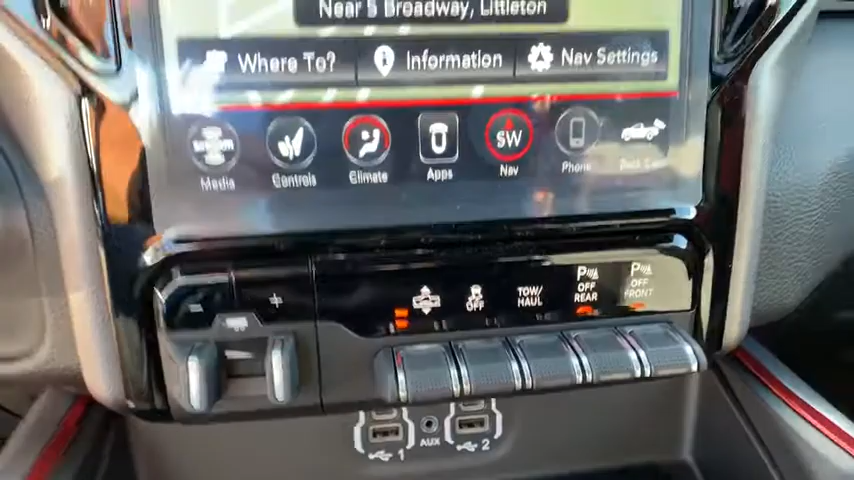 Near S Broadway, Littleton
Where To? Information Nav Settings
SW
Media Controls Climate Apps Nav Phone
- +
OFF TOW/ HAUL P OFF REAR P OFF FRONT
1 AUX 2